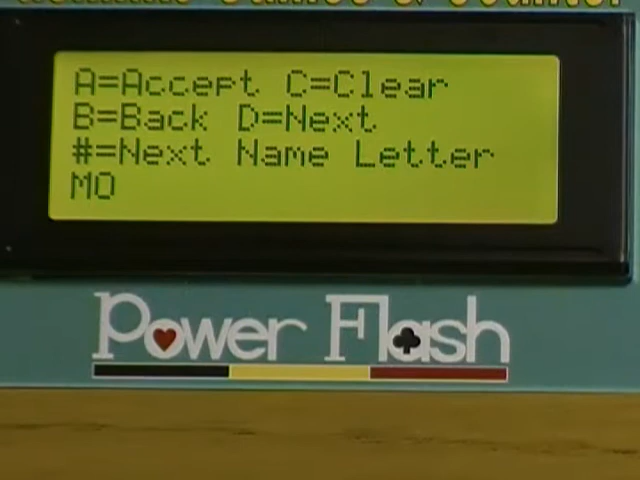 A=Accept C=Clear
B=Back D=Next
#=Next Name Letter
MO
Power Flash